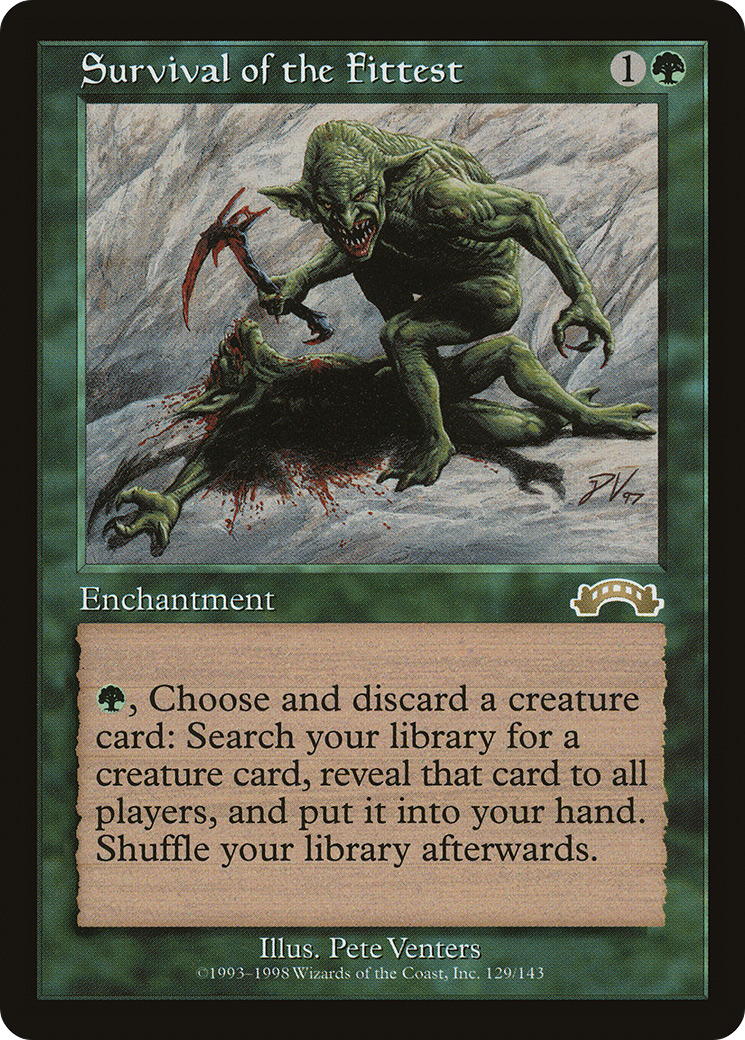 Survival of the Fittest 1
PV 97
Enchantment
, Choose and discard a creature
card: Search your library for a
creature card, reveal that card to all
players, and put it into your hand.
Shuffle your library afterwards.
Illus. Pete Venters
©1993–1998 Wizards of the Coast, Inc. 129/143